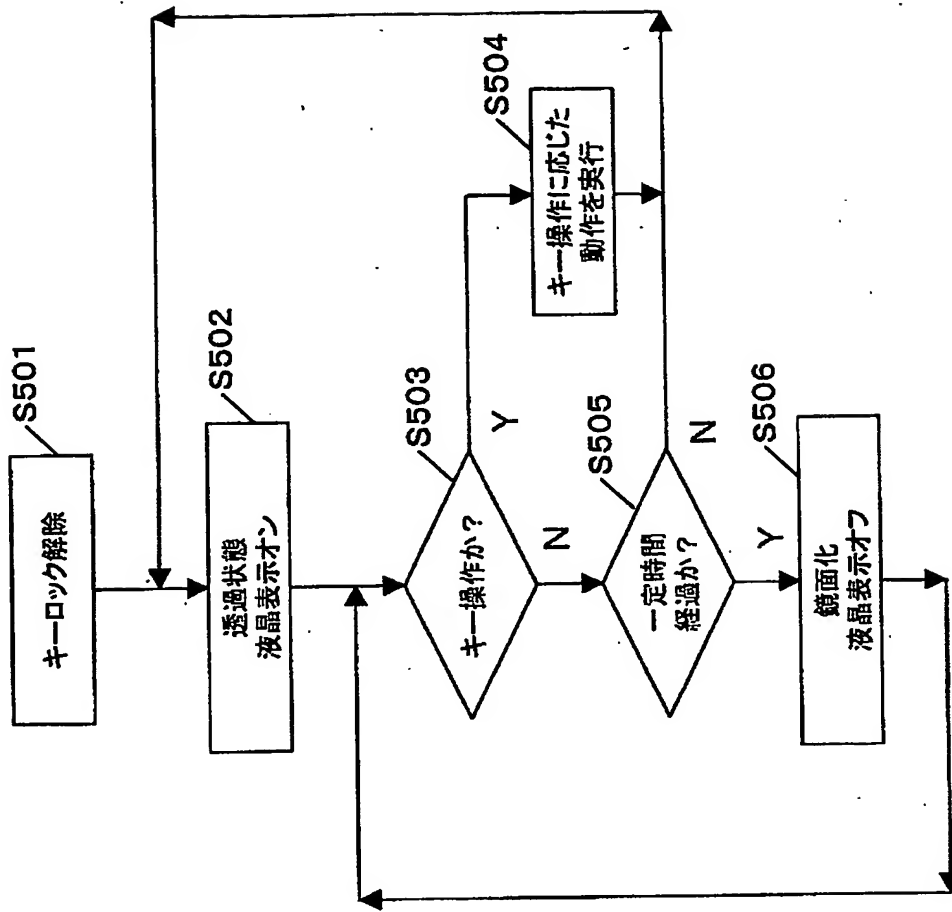 S501
キーロック解除
S502
透過状態
液晶表示オン
S503
キー操作か?
Y
N
S504
キー操作に応じた
動作を実行
S505
一定時間
経過か?
N
Y
S506
鏡面化
液晶表示オフ